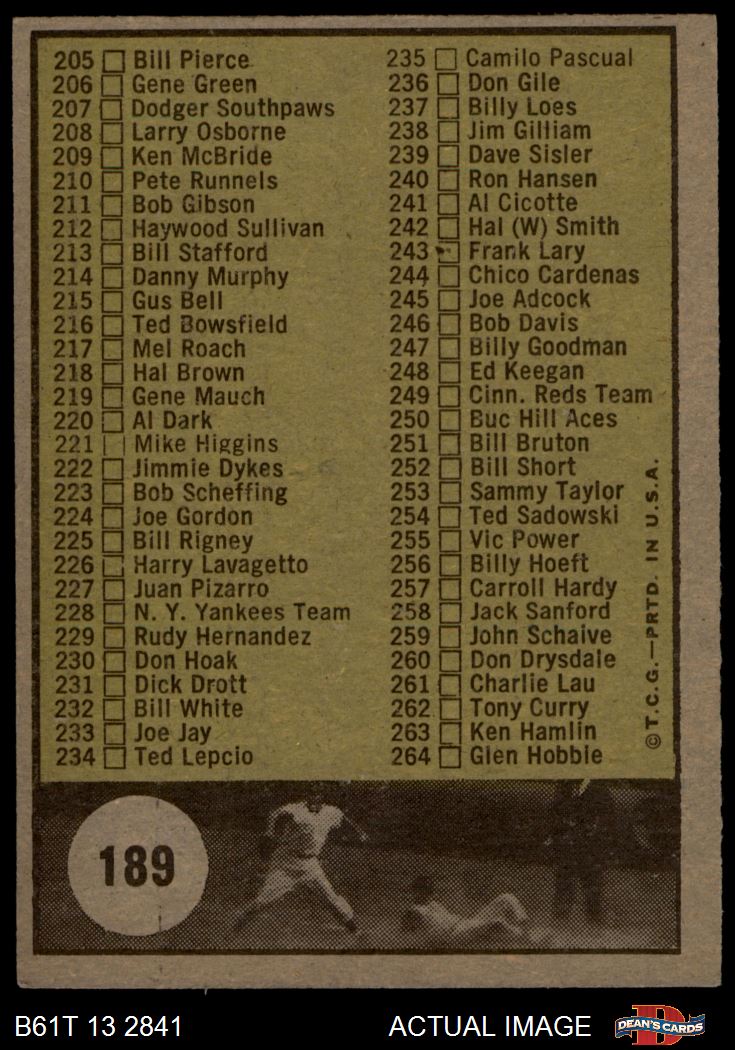 205 Bill Pierce
206 Gene Green
207 Dodger Southpaws
208 Larry Osborne
209 Ken McBride
210 Pete Runnels
211 Bob Gibson
212 Haywood Sullivan
213 Bill Stafford
214 Danny Murphy
215 Gus Bell
216 Ted Bowsfield
217 Mel Roach
218 Hal Brown
219 Gene Mauch
220 Al Dark
221 Mike Higgins
222 Jimmie Dykes
223 Bob Scheffing
224 Joe Gordon
225 Bill Rigney
226 Harry Lavagetto
227 Juan Pizarro
228 N. Y. Yankees Team
229 Rudy Hernandez
230 Don Hoak
231 Dick Drott
232 Bill White
233 Joe Jay
234 Ted Lepcio
235 Camilo Pascual
236 Don Gile
237 Billy Loes
238 Jim Gilliam
239 Dave Sisler
240 Ron Hansen
241 Al Cicotte
242 Hal (W) Smith
243 Frank Lary
244 Chico Cardenas
245 Joe Adcock
246 Bob Davis
247 Billy Goodman
248 Ed Keegan
249 Cinn. Reds Team
250 Buc Hill Aces
251 Bill Bruton
252 Bill Short
253 Sammy Taylor
254 Ted Sadowski
255 Vic Power
256 Billy Hoeft
257 Carroll Hardy
258 Jack Sanford
259 John Schaive
260 Don Drysdale
261 Charlie Lau
262 Tony Curry
263 Ken Hamlin
264 Glen Hobbie
© T.C.G.—PRTD. IN U.S.A.
189
B61T 13 2841
ACTUAL IMAGE
DEAN'S CARDS